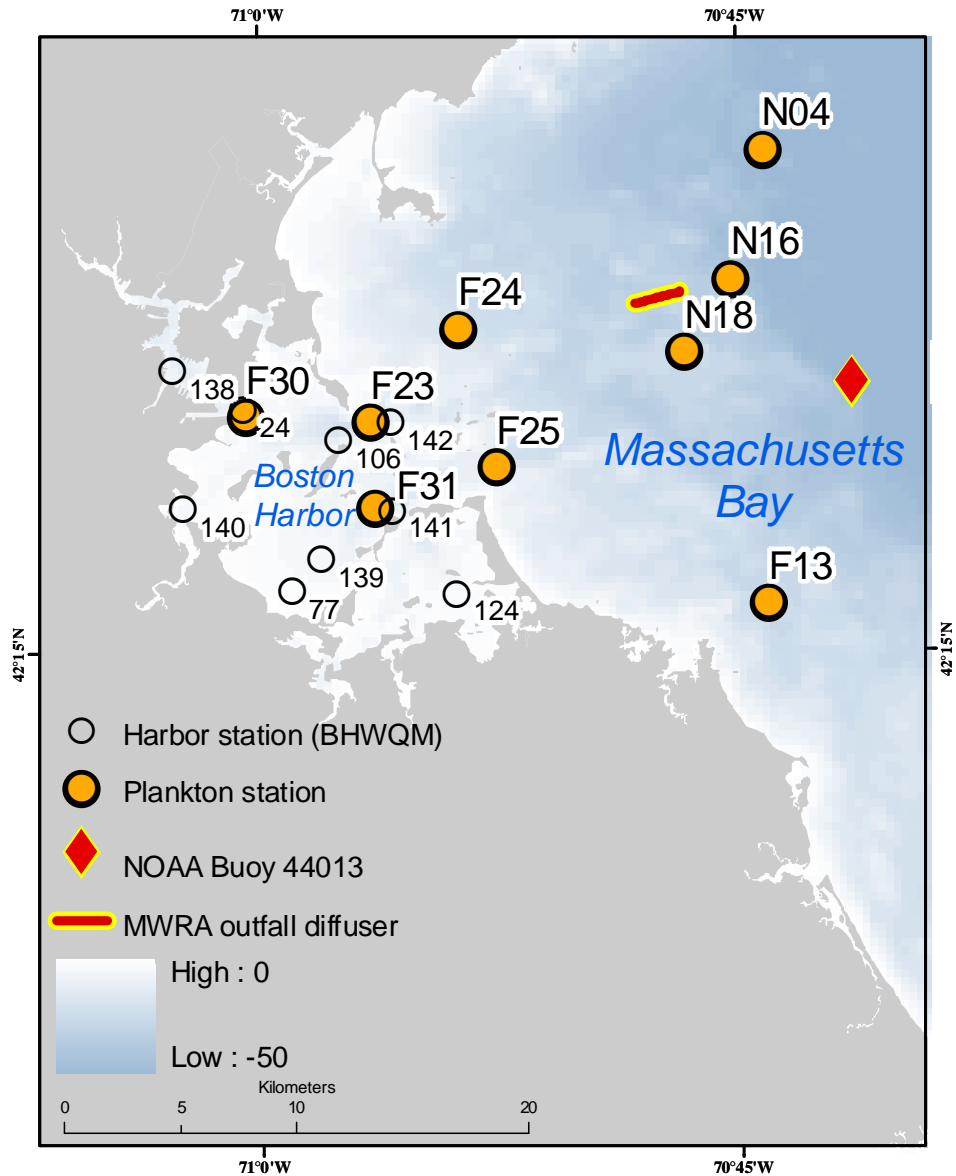 71°0'W
70°45'W
N04
N16
F24
N18
138
F30
F23
24
142
106
F25
Massachusetts
Bay
Boston
Harbor
F31
140
141
139
F13
77
124
42°15'N
42°15'N
Harbor station (BHWQM)
Plankton station
NOAA Buoy 44013
MWRA outfall diffuser
High : 0
Low : -50
Kilometers
0
5
10
20
71°0'W
70°45'W